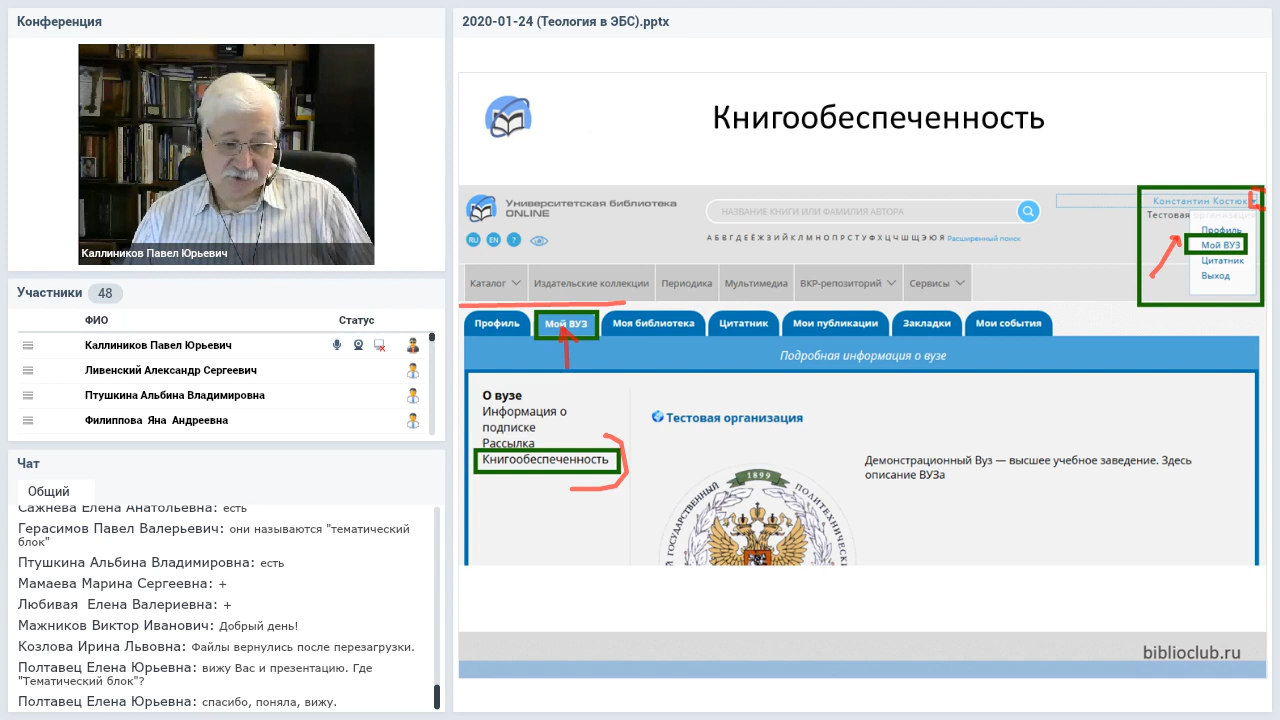 Конференция
Каллиников Павел Юрьевич
Участники 48
ФИО Статус
Каллиников Павел Юрьевич
Ливенский Александр Сергеевич
Птушкина Альбина Владимировна
Филиппова Яна Андреевна
Чат
Общий
Сажнева Елена Анатольевна: есть
Герасимов Павел Валерьевич: они называются "тематический
блок"
Птушкина Альбина Владимировна: есть
Мамаева Марина Сергеевна: +
Любивая Елена Валериевна: +
Мажников Виктор Иванович: Добрый день!
Козлова Ирина Львовна: Файлы вернулись после перезагрузки.
Полтавец Елена Юрьевна: вижу Вас и презентацию. Где
"Тематический блок"?
Полтавец Елена Юрьевна: спасибо, поняла, вижу.
2020-01-24 (Теология в ЭБС).pptx
Книгообеспеченность
Университетская библиотека
ONLINE
RU EN ?
НАЗВАНИЕ КНИГИ ИЛИ ФАМИЛИЯ АВТОРА
А Б В Г Д Е Ё Ж З И Й К Л М Н О П Р С Т У Ф Х Ц Ч Ш Щ Э Ю Я Расширенный поиск
Константин Костюк
Тестовая организация
Профиль
Мой ВУЗ
Цитатник
Выход
Каталог Издательские коллекции Периодика Мультимедиа ВКР-репозиторий Сервисы
Профиль Мой ВУЗ Моя библиотека Цитатник Мои публикации Закладки Мои события
Подробная информация о вузе
О вузе
Информация о
подписке
Рассылка
Книгообеспеченность
Тестовая организация
Демонстрационный Вуз — высшее учебное заведение. Здесь
описание ВУЗа
1899
ГОСУДАРСТВЕННЫЙ ПОЛИТЕХНИЧЕСКИ
biblioclub.ru